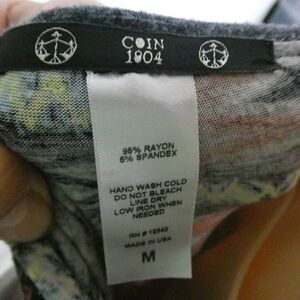 COIN
1804
95% RAYON
5% SPANDEX
HAND WASH COLD
DO NOT BLEACH
LINE DRY
LOW IRON WHEN
NEEDED
RN # 12342
MADE IN USA
M